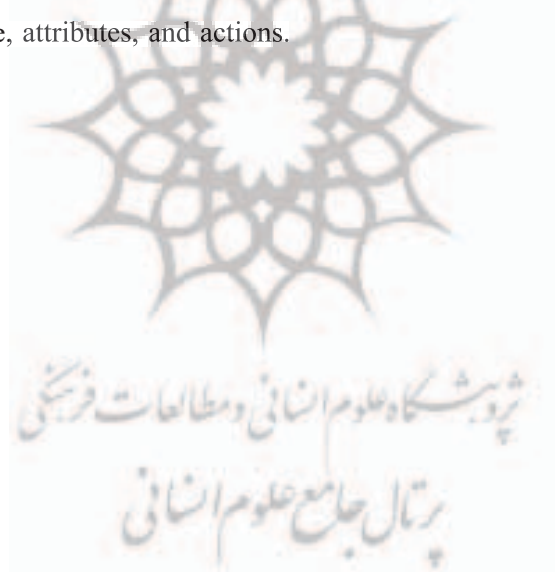 e, attributes, and actions.
پژوهشگاه علوم انسانی و مطالعات فرهنگی
پرتال جامع علوم انسانی